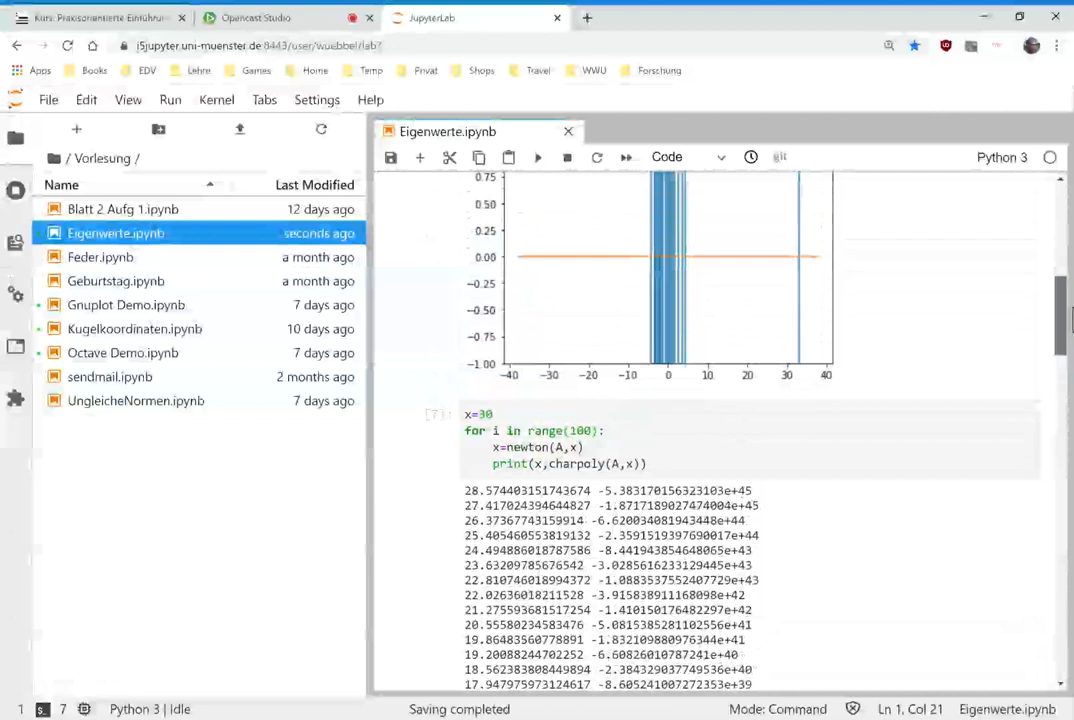 Kurs: Praxisorientierte Einführun
Opencast Studio
JupyterLab
j5jupyter.uni-muenster.de:8443/user/wuebbel/lab?
Apps Books EDV Lehre Games Home Temp Privat Shops Travel WWU Forschung
File Edit View Run Kernel Tabs Settings Help
Eigenwerte.ipynb
/ Vorlesung /
Code
git
Python 3
Name Last Modified
Blatt 2 Aufg 1.ipynb 12 days ago
Eigenwerte.ipynb seconds ago
Feder.ipynb a month ago
Geburtstag.ipynb a month ago
Gnuplot Demo.ipynb 7 days ago
Kugelkoordinaten.ipynb 10 days ago
Octave Demo.ipynb 7 days ago
sendmail.ipynb 2 months ago
UngleicheNormen.ipynb 7 days ago
0.75
0.50
0.25
0.00
−0.25
−0.50
−0.75
−1.00
−40 −30 −20 −10 0 10 20 30 40
[7]: x=30
for i in range(100):
x=newton(A,x)
print(x,charpoly(A,x))
28.574403151743674 -5.383170156323103e+45
27.417024394644827 -1.8717189027474004e+45
26.37367743159914 -6.620034081943448e+44
25.405460553819132 -2.3591519397690017e+44
24.494886018787586 -8.441943854648065e+43
23.63209785676542 -3.0285616233129445e+43
22.810746018994372 -1.0883537552407729e+43
22.02636018211528 -3.915838911168098e+42
21.275593681517254 -1.410150176482297e+42
20.55580234583476 -5.0815385281102556e+41
19.86483560778891 -1.832109880976344e+41
19.20088244702252 -6.60826010787241e+40
18.562383808449894 -2.384329037749536e+40
17.947975973124617 -8.605241007272353e+39
1 7 Python 3 | Idle Saving completed Mode: Command Ln 1, Col 21 Eigenwerte.ipynb